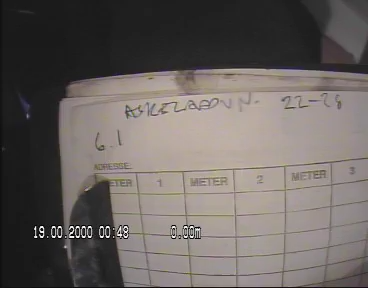 22-28
6.1
ADRESSE:
METER 1 METER 2 METER 3
19.00.2000 00:48 0.00m